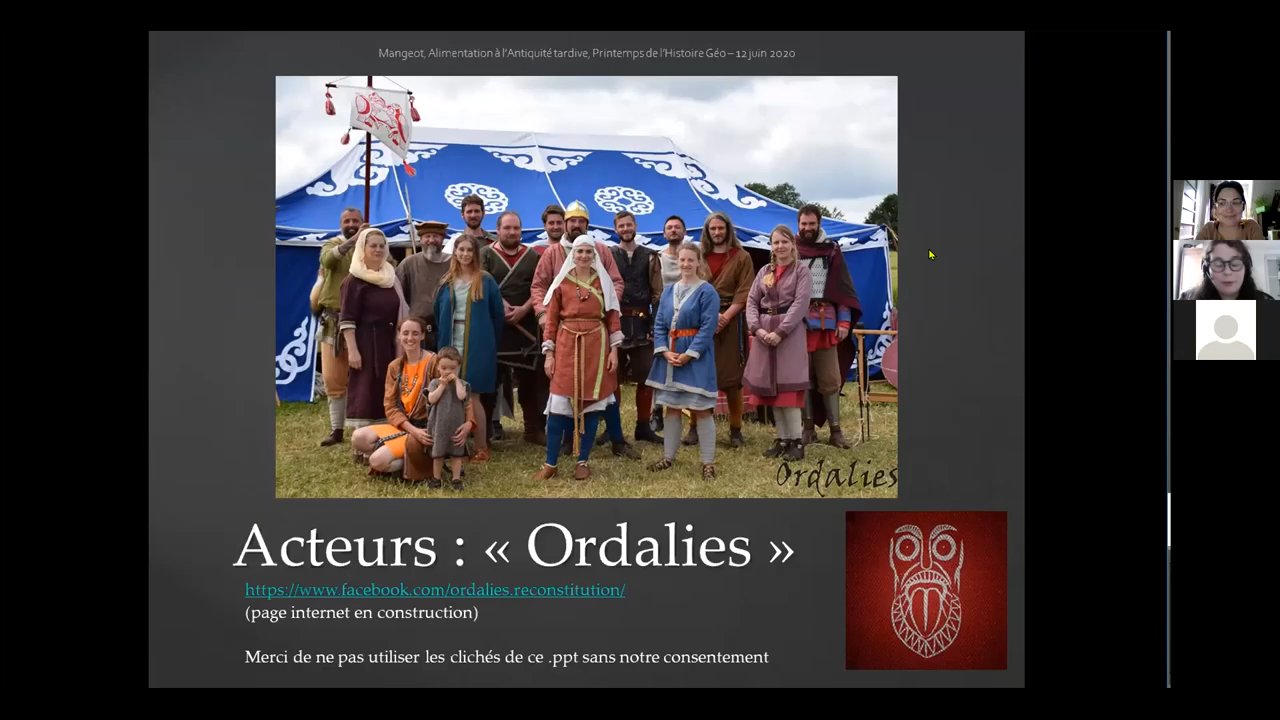 Mangeot, Alimentation à l'Antiquité tardive, Printemps de l'Histoire Géo – 12 juin 2020
Ordalies
Acteurs : « Ordalies »
https://www.facebook.com/ordalies.reconstitution/
(page internet en construction)
Merci de ne pas utiliser les clichés de ce .ppt sans notre consentement